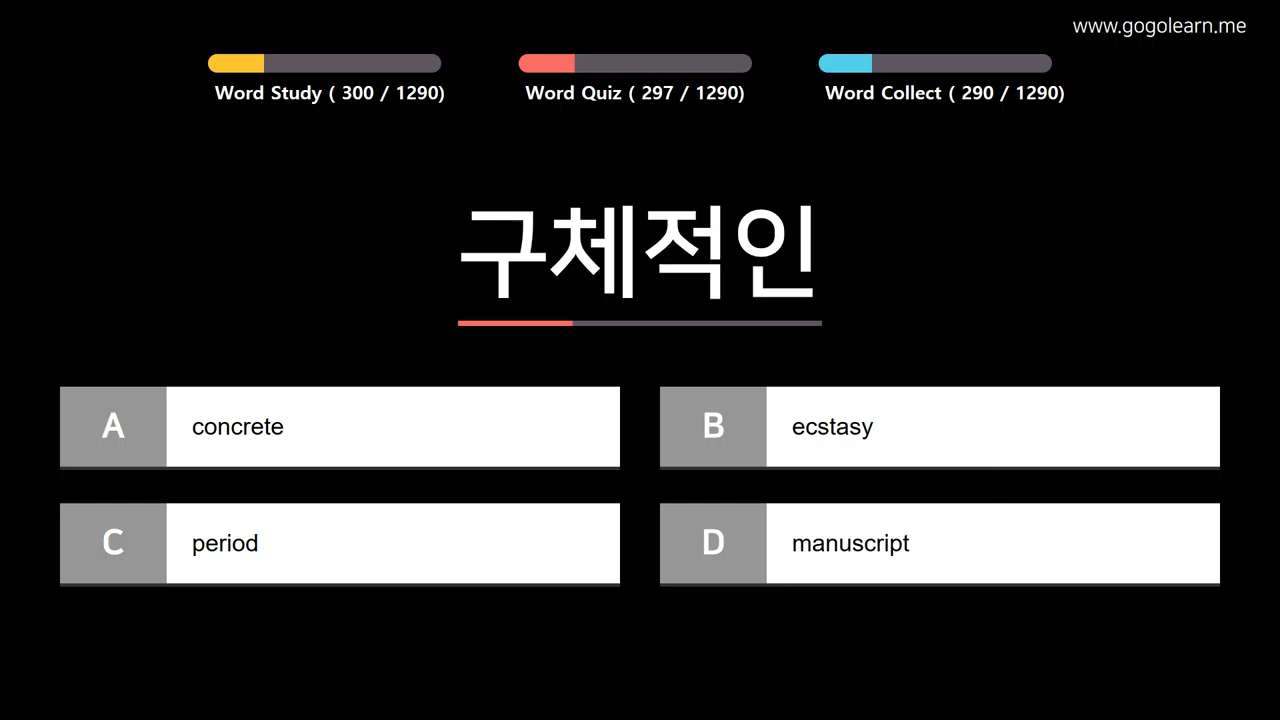 www.gogolearn.me
Word Study ( 300 / 1290)
Word Quiz ( 297 / 1290)
Word Collect ( 290 / 1290)
구체적인
A concrete
B ecstasy
C period
D manuscript